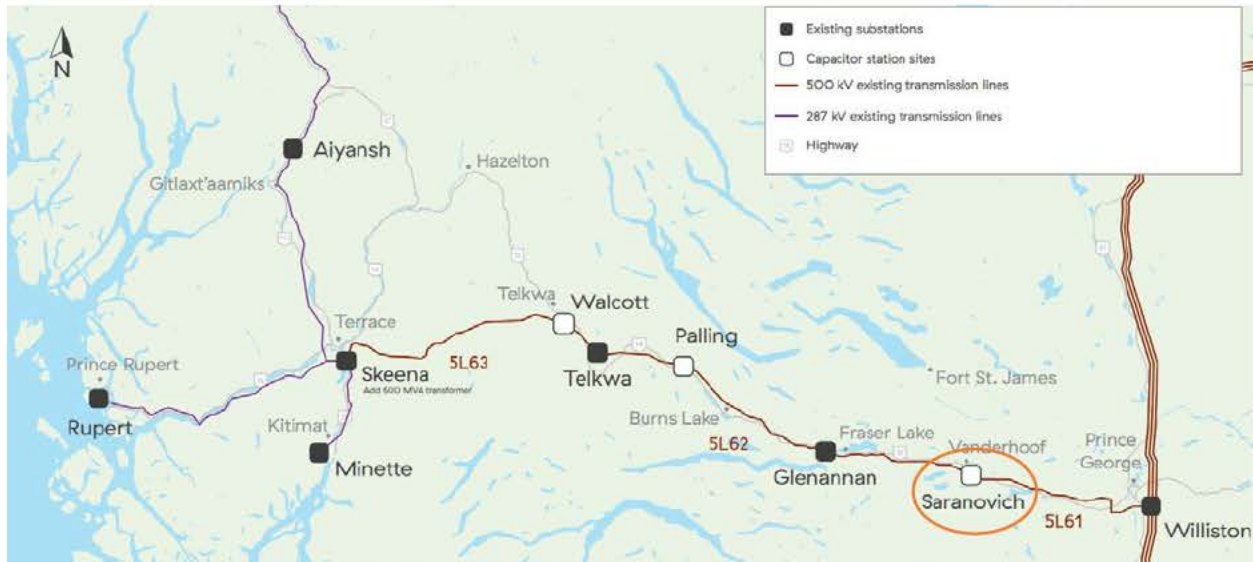 Existing substations
Capacitor station sites
500 kV existing transmission lines
287 kV existing transmission lines
Highway
N
Aiyansh
Hazelton
Gitlaxt'aamiks
Telkwa
Walcott
Terrace
Palling
Prince Rupert
Skeena
5L63
Telkwa
Add 600 MVA transformer
Fort St. James
Rupert
Kitimat
Burns Lake
Minette
5L62
Fraser Lake
Glenannan
Vanderhoof
Prince
George
Saranovich
5L61
Williston